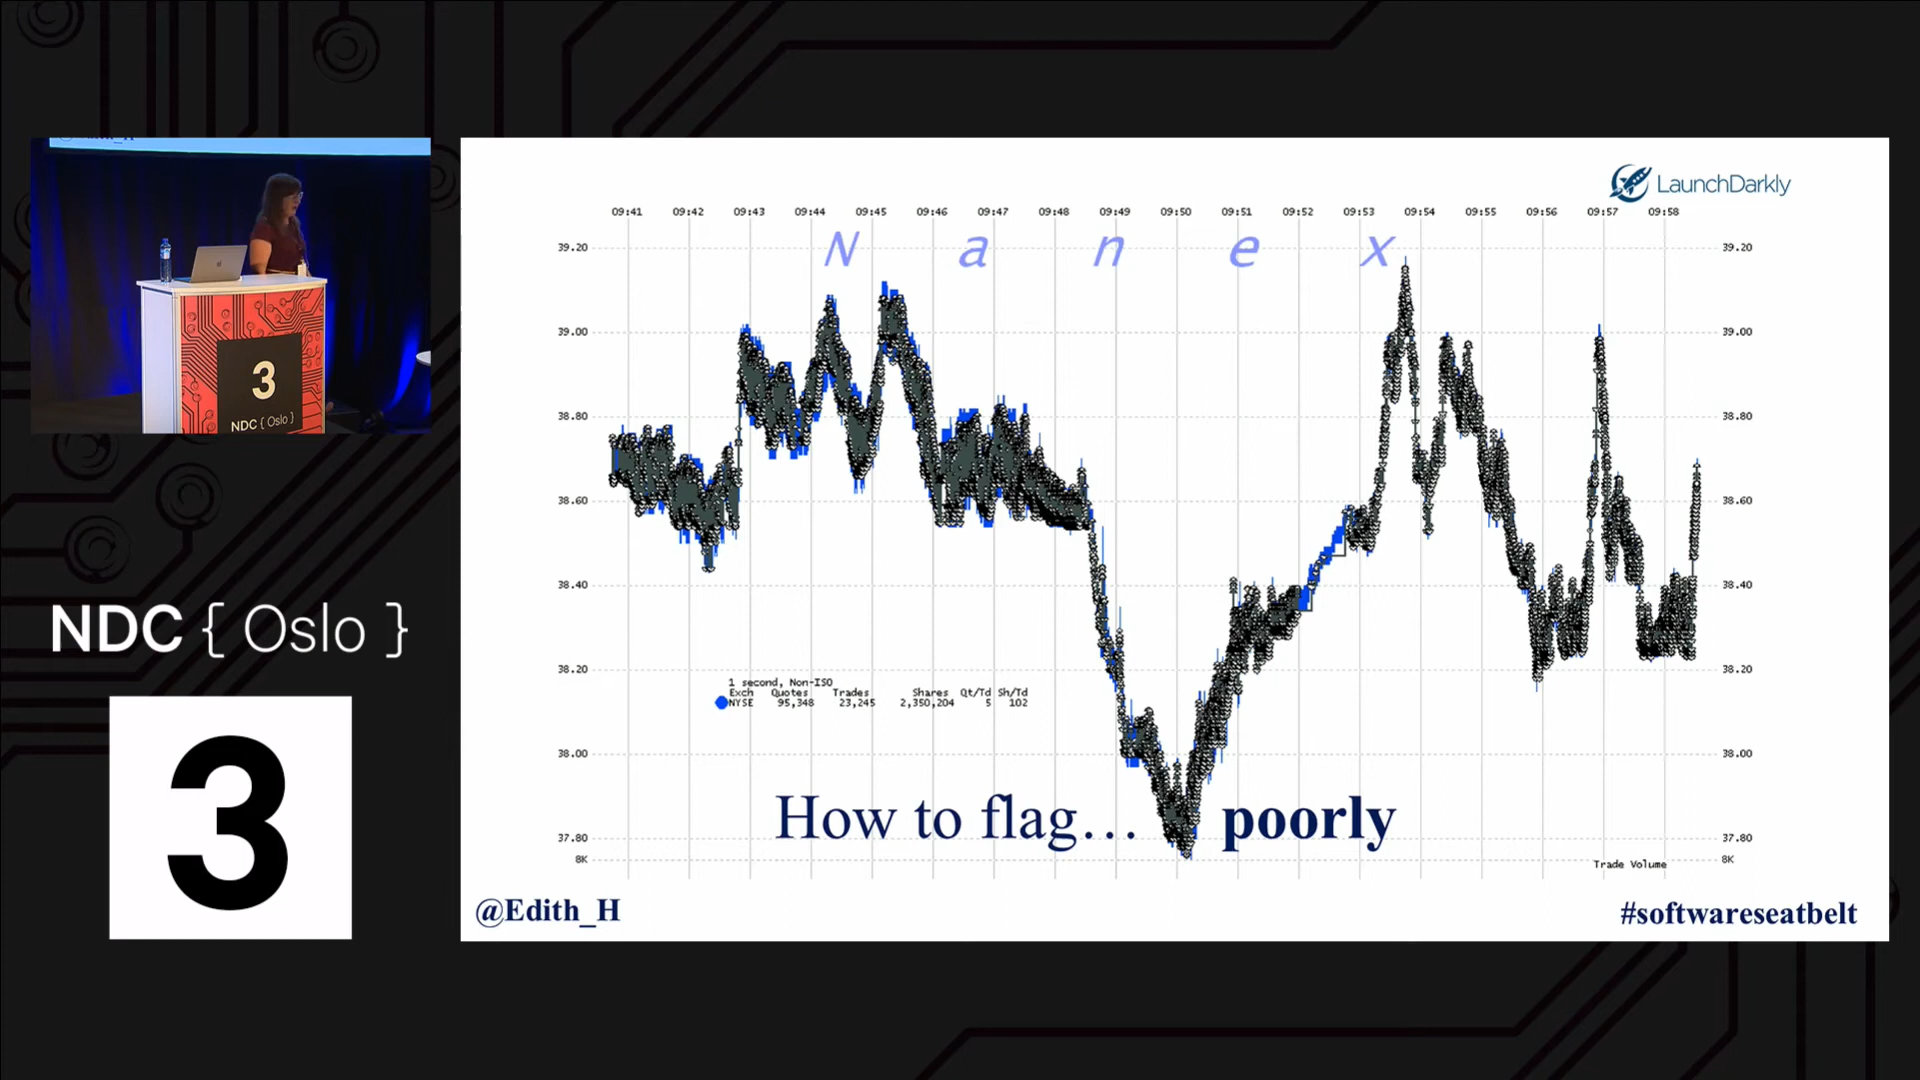 3
NDC { Oslo }
NDC { Oslo }
3
LaunchDarkly
09:41 09:42 09:43 09:44 09:45 09:46 09:47 09:48 09:49 09:50 09:51 09:52 09:53 09:54 09:55 09:56 09:57 09:58
N a n e x
39.20 39.20
39.00 39.00
38.80 38.80
38.60 38.60
38.40 38.40
38.20 38.20
1 second, Non-ISO
Exch Quotes Trades Shares Qt/Td Sh/Td
NYSE 95,348 23,245 2,350,204 5 102
38.00 38.00
How to flag... poorly
37.80 37.80
8K 8K
Trade Volume
@Edith_H
#softwareseatbelt